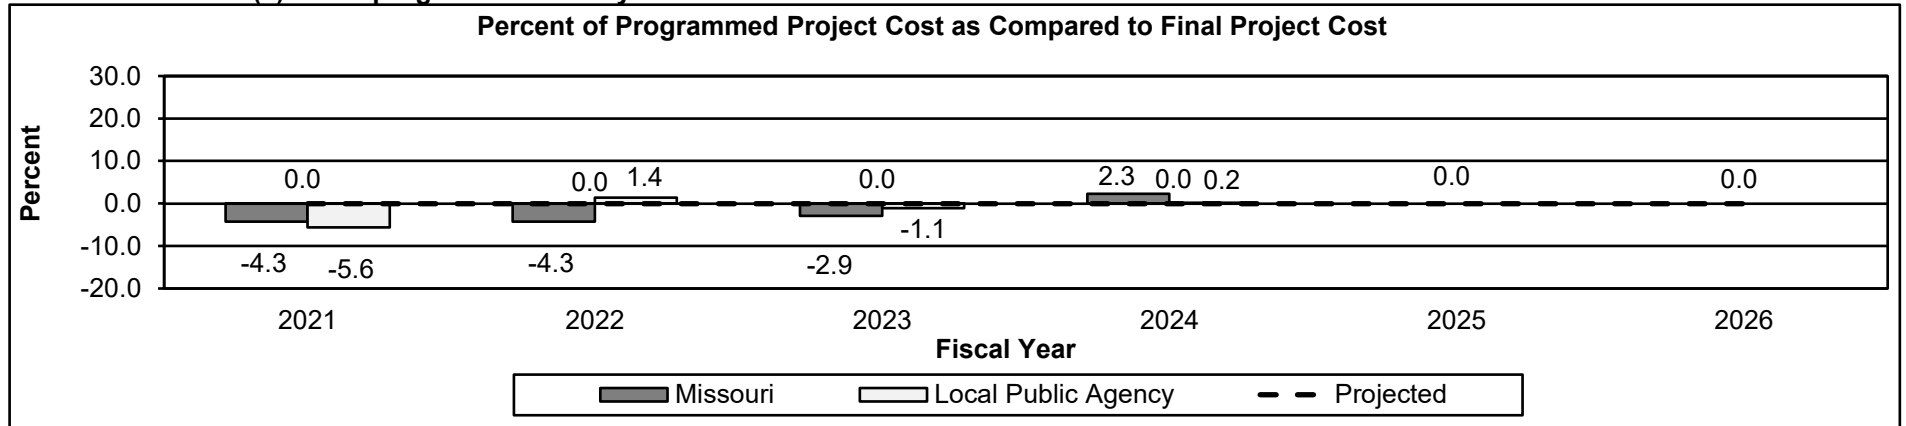 Percent of Programmed Project Cost as Compared to Final Project Cost
30.0
20.0
10.0
0.0
-10.0
-20.0
Percent
0.0
0.0 1.4
0.0
2.3 0.0 0.2
0.0
0.0
-4.3 -5.6
-4.3
-2.9
-1.1
2021 2022 2023 2024 2025 2026
Fiscal Year
Missouri Local Public Agency Projected